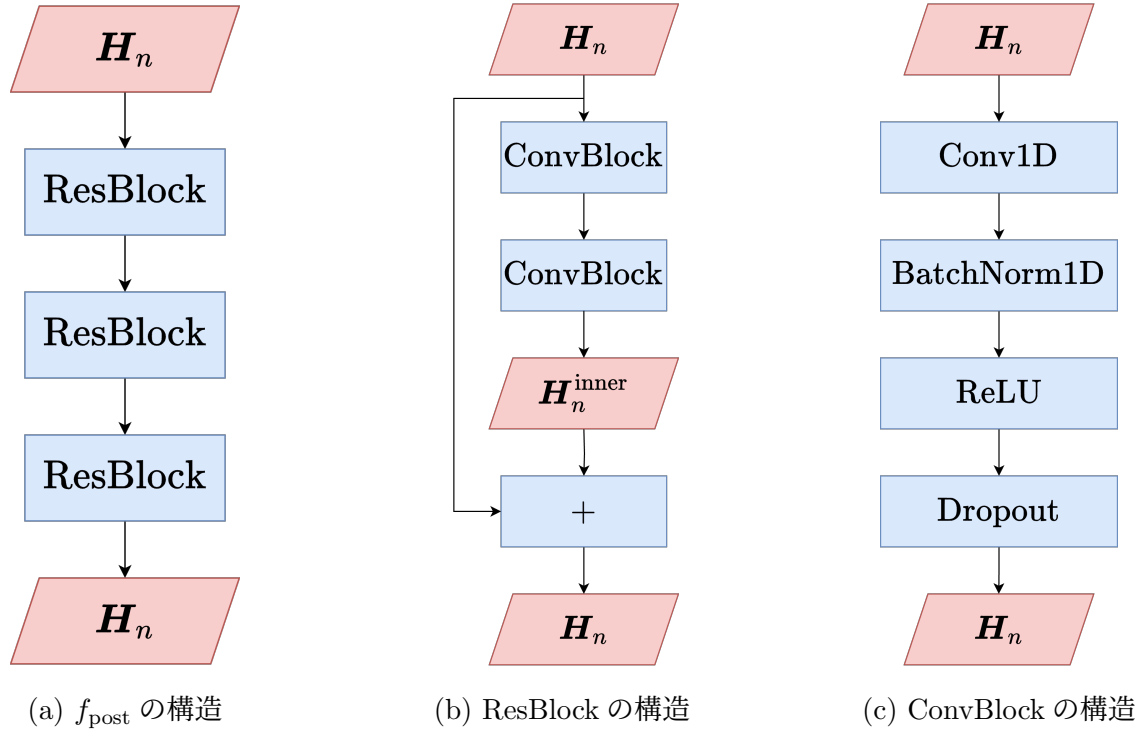 H_n
ResBlock
ResBlock
ResBlock
H_n
(a) f_post の構造
H_n
ConvBlock
ConvBlock
H_n^inner
+
H_n
(b) ResBlock の構造
H_n
Conv1D
BatchNorm1D
ReLU
Dropout
H_n
(c) ConvBlock の構造